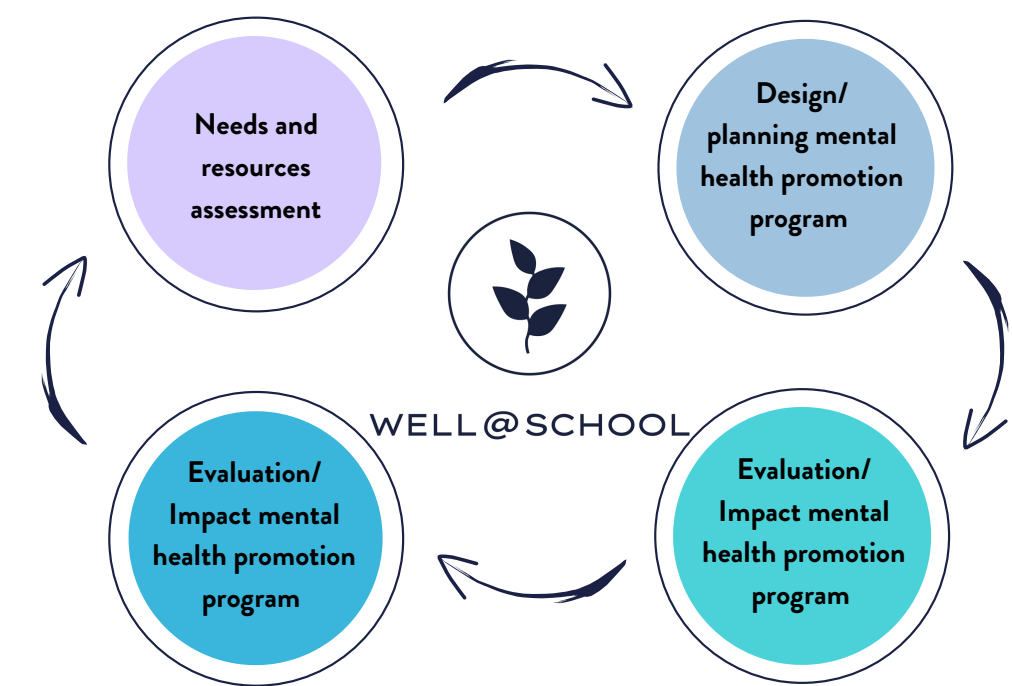 Needs and
resources
assessment
Design/
planning mental
health promotion
program
WELL@SCHOOL
Evaluation/
Impact mental
health promotion
program
Evaluation/
Impact mental
health promotion
program